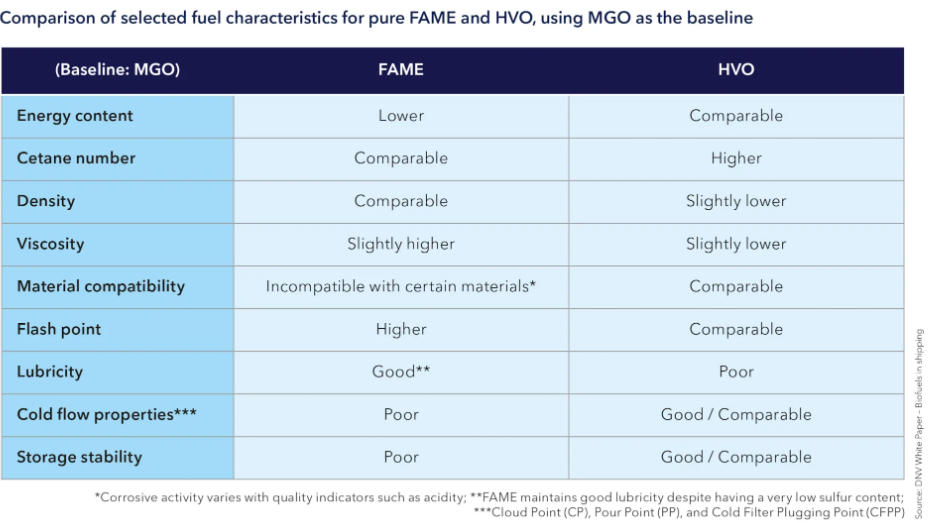 Comparison of selected fuel characteristics for pure FAME and HVO, using MGO as the baseline
(Baseline: MGO) FAME HVO
Energy content Lower Comparable
Cetane number Comparable Higher
Density Comparable Slightly lower
Viscosity Slightly higher Slightly lower
Material compatibility Incompatible with certain materials* Comparable
Flash point Higher Comparable
Lubricity Good** Poor
Cold flow properties*** Poor Good / Comparable
Storage stability Poor Good / Comparable
*Corrosive activity varies with quality indicators such as acidity; **FAME maintains good lubricity despite having a very low sulfur content;
***Cloud Point (CP), Pour Point (PP), and Cold Filter Plugging Point (CFPP)
Source: DNV White Paper – Biofuels in shipping